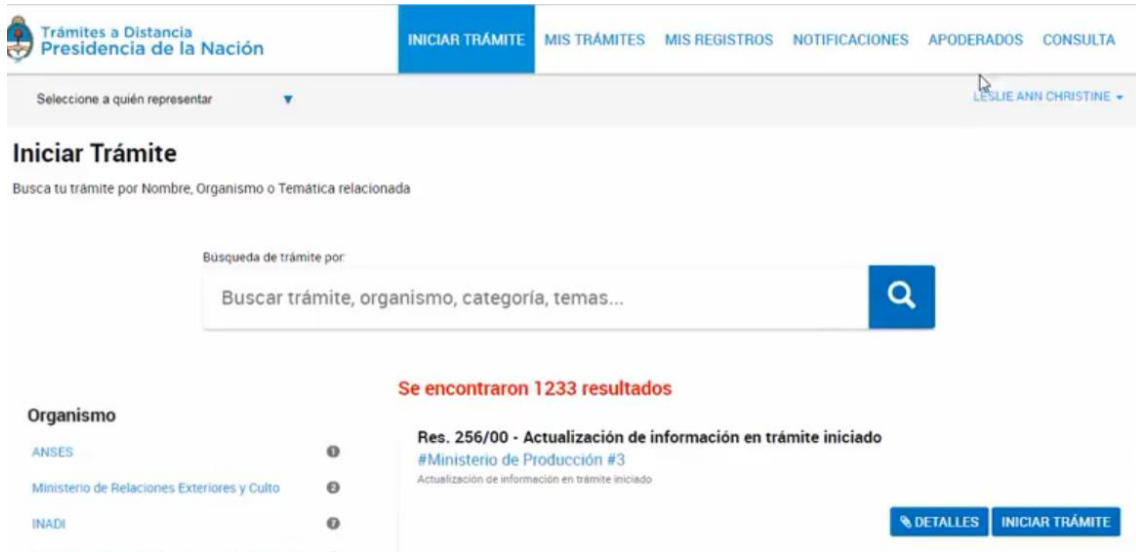 Trámites a Distancia
Presidencia de la Nación
INICIAR TRÁMITE MIS TRÁMITES MIS REGISTROS NOTIFICACIONES APODERADOS CONSULTA
Seleccione a quién representar
LESLIE ANN CHRISTINE
Iniciar Trámite
Busca tu trámite por Nombre, Organismo o Temática relacionada
Búsqueda de trámite por:
Buscar trámite, organismo, categoría, temas...
Se encontraron 1233 resultados
Organismo
ANSES 1
Ministerio de Relaciones Exteriores y Culto 2
INADI 7
Res. 256/00 - Actualización de información en trámite iniciado
#Ministerio de Producción #3
Actualización de información en trámite iniciado
DETALLES INICIAR TRÁMITE